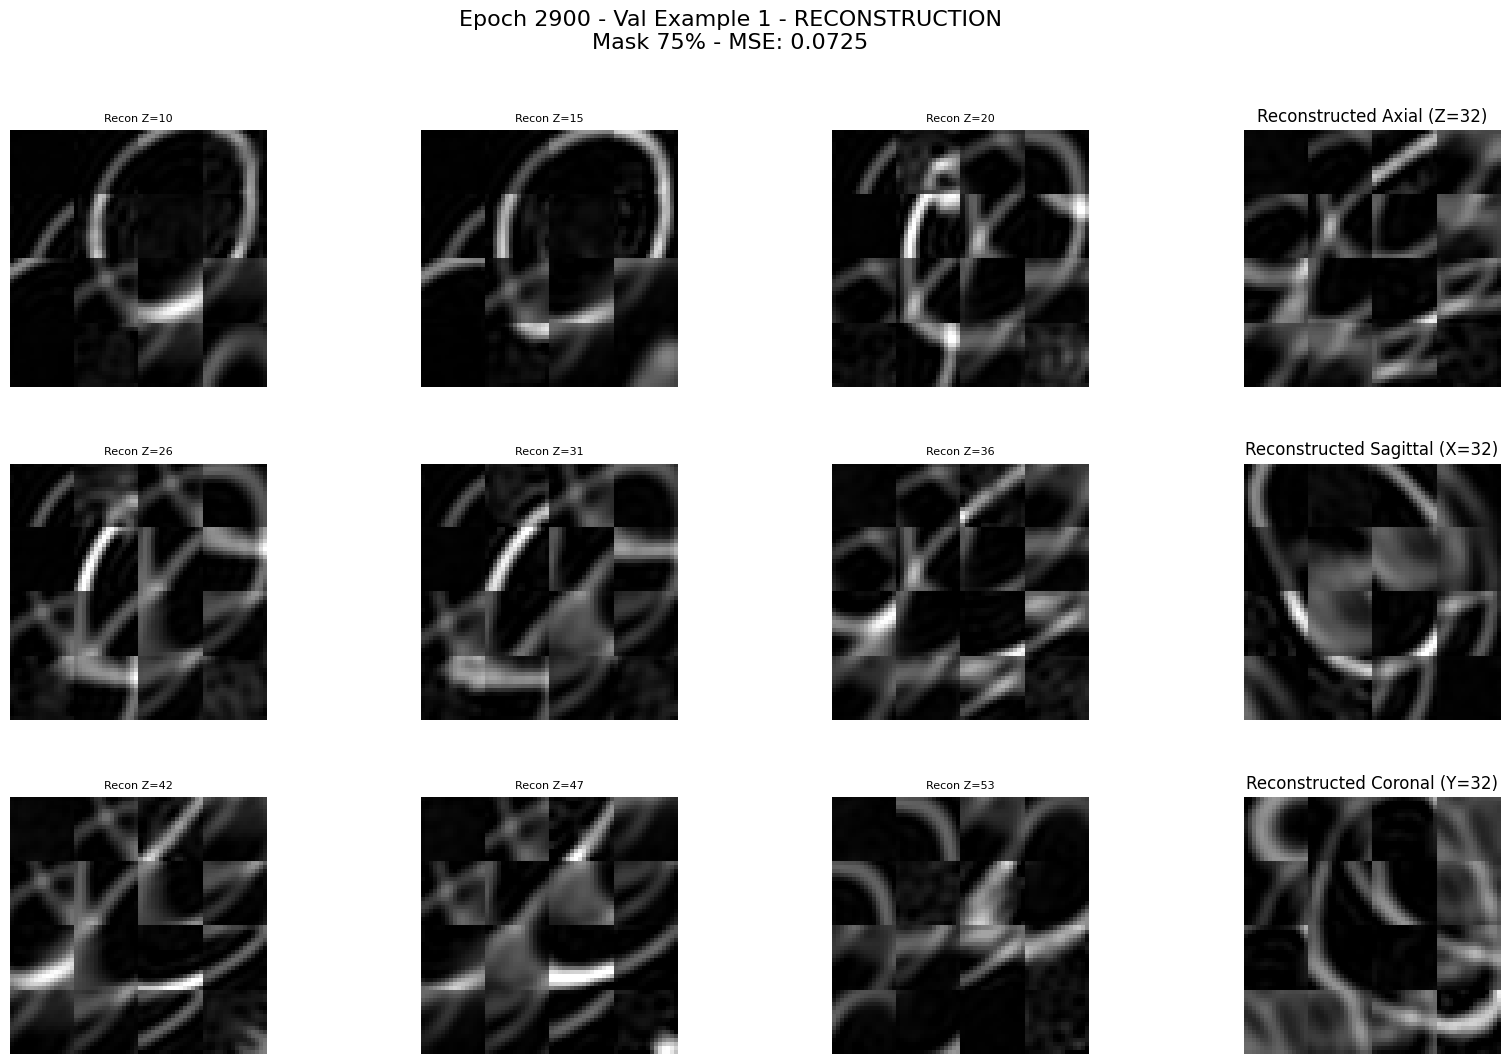 Epoch 2900 - Val Example 1 - RECONSTRUCTION
Mask 75% - MSE: 0.0725
Recon Z=10
Recon Z=15
Recon Z=20
Reconstructed Axial (Z=32)
Recon Z=26
Recon Z=31
Recon Z=36
Reconstructed Sagittal (X=32)
Recon Z=42
Recon Z=47
Recon Z=53
Reconstructed Coronal (Y=32)